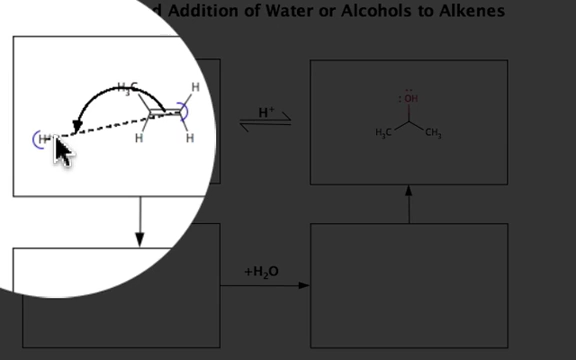 d Addition of Water or Alcohols to Alkenes
H₃C
H
H
H
H
H⁺
:OH
H₃C
CH₃
+H₂O